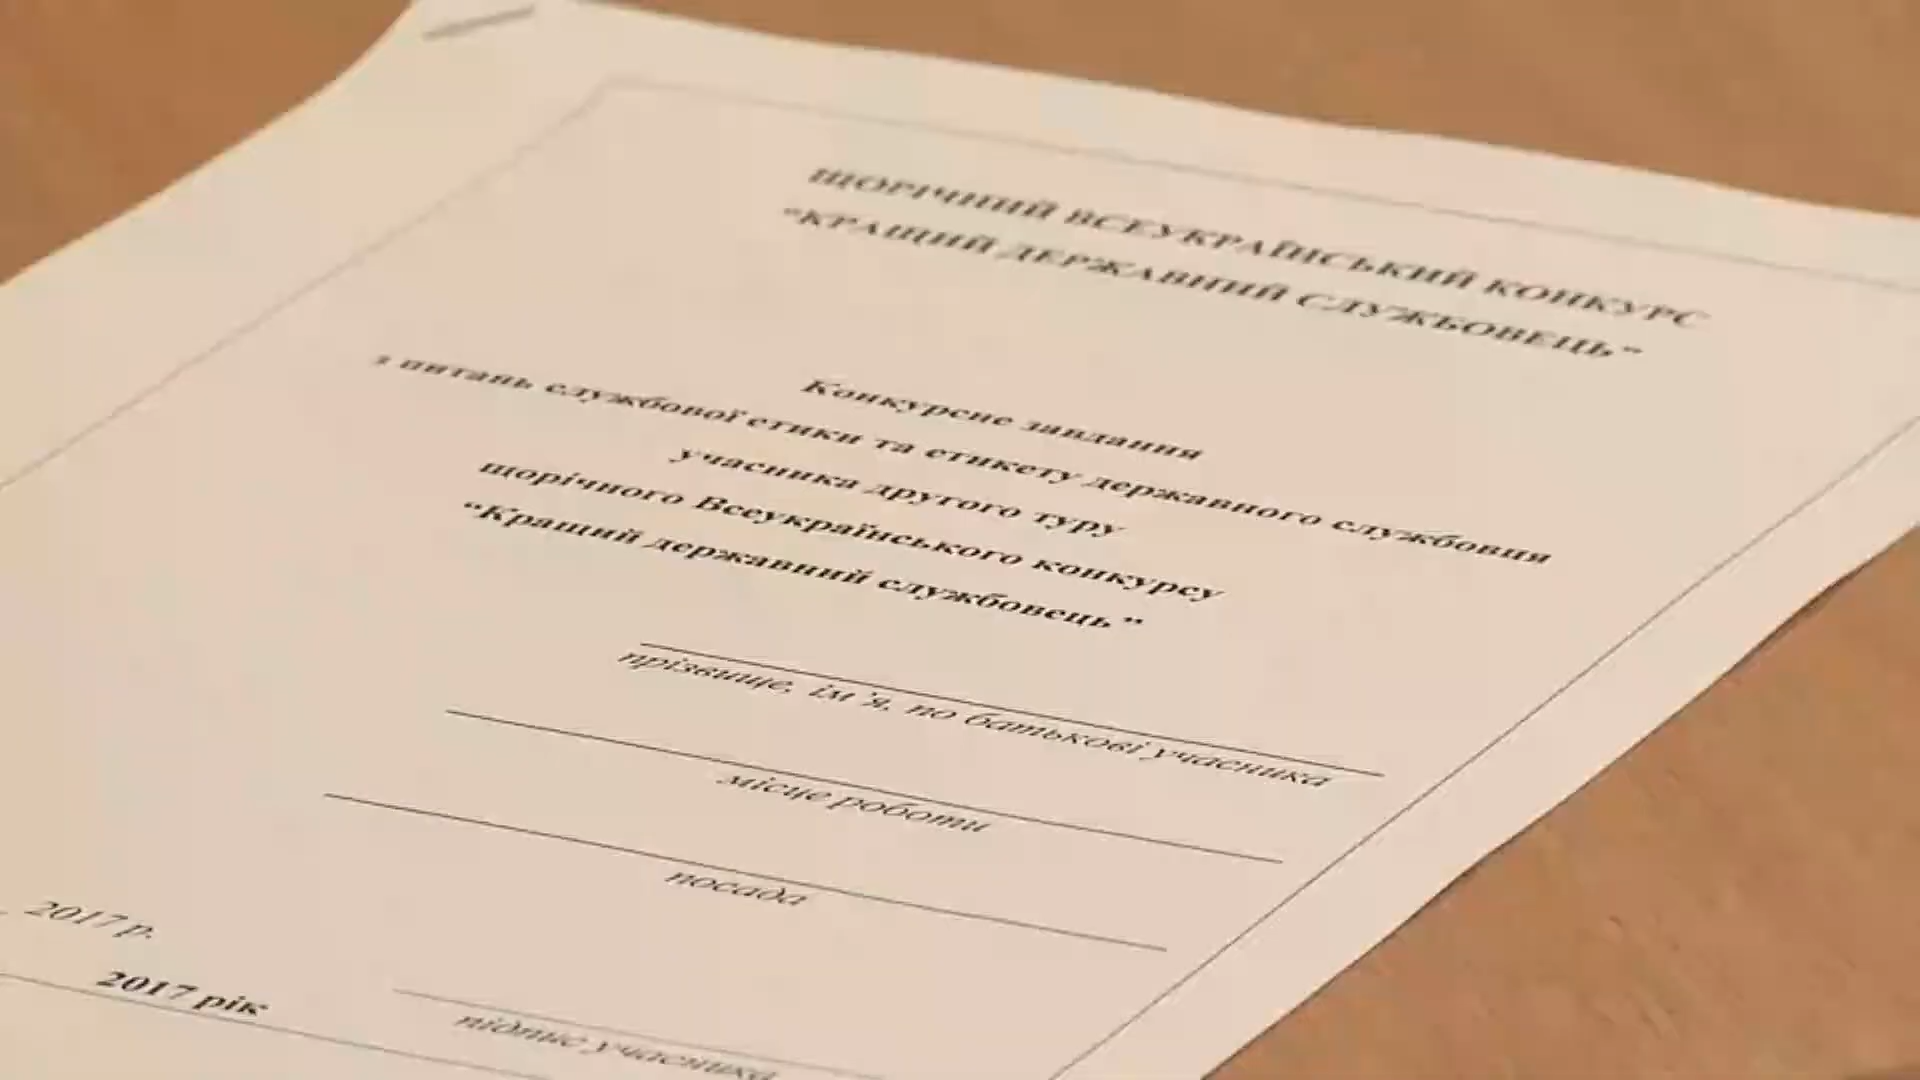 ЩОРІЧНИЙ ВСЕУКРАЇНСЬКИЙ КОНКУРС
“КРАЩИЙ ДЕРЖАВНИЙ СЛУЖБОВЕЦЬ”
Конкурсне завдання
з питань службової етики та етикету державного службовця
учасника другого туру
щорічного Всеукраїнського конкурсу
“Кращий державний службовець”
прізвище, ім’я, по батькові учасника
місце роботи
посада
2017 р.
підпис учасника
2017 рік